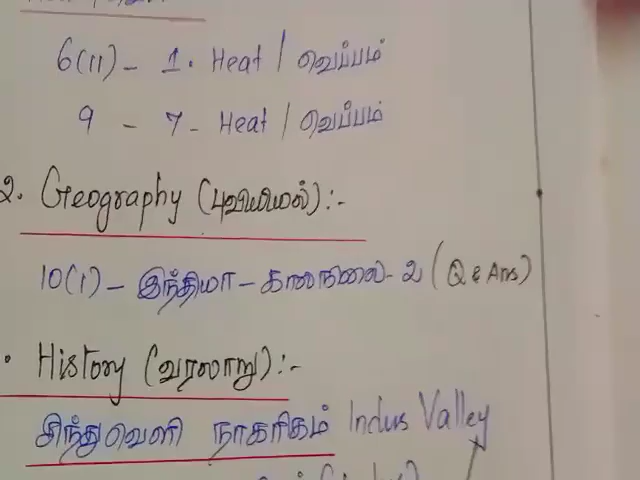 6(11) - 1. Heat / வெப்பம்
9 - 7 - Heat / வெப்பம்
2. Geography (புவியியல்):-
10(1) - இந்தியா - காலநிலை - 2 (Q & Ans)
History (வரலாறு):-
சிந்துவெளி நாகரிகம் Indus Valley